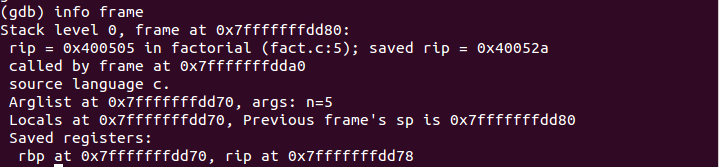 (gdb) info frame
Stack level 0, frame at 0x7fffffffdd80:
 rip = 0x400505 in factorial (fact.c:5); saved rip = 0x40052a
 called by frame at 0x7fffffffdda0
 source language c.
 Arglist at 0x7fffffffdd70, args: n=5
 Locals at 0x7fffffffdd70, Previous frame's sp is 0x7fffffffdd80
 Saved registers:
  rbp at 0x7fffffffdd70, rip at 0x7fffffffdd78